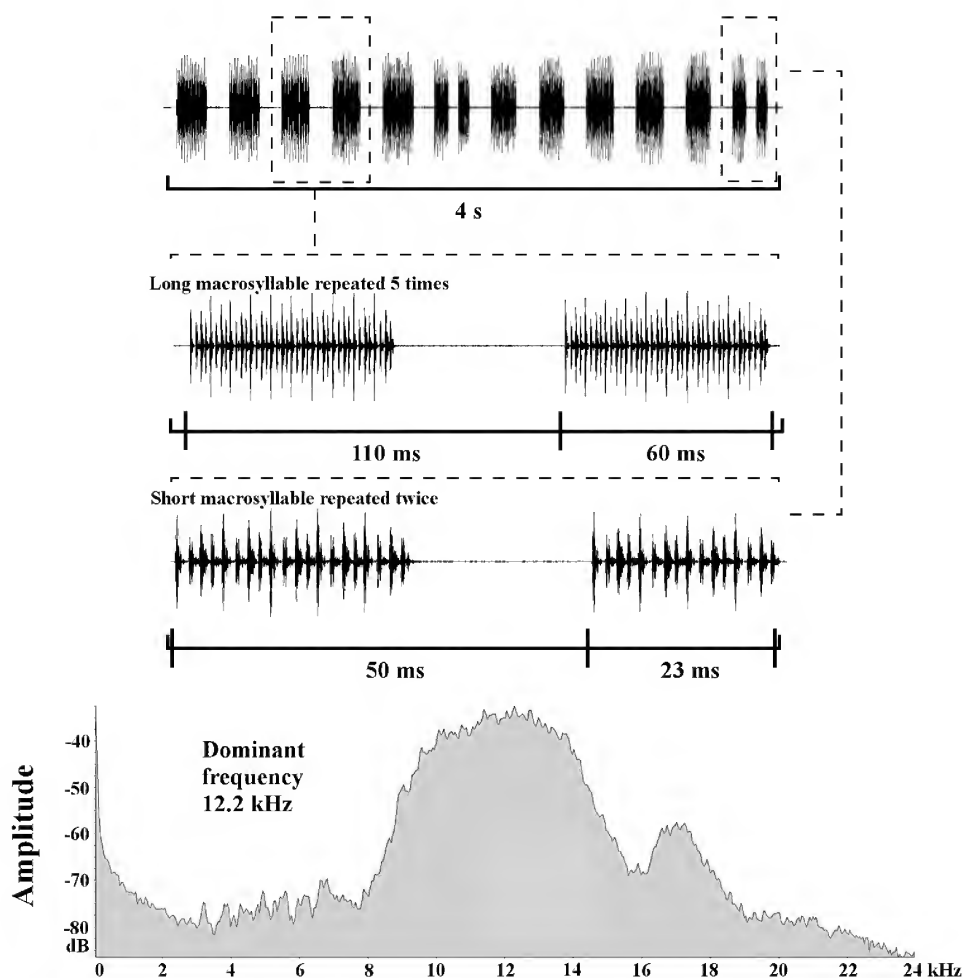 4 s
Long macrosyllable repeated 5 times
110 ms 60 ms
Short macrosyllable repeated twice
50 ms 23 ms
Amplitude
-40
-50
-60
-70
-80
dB
Dominant
frequency
12.2 kHz
0 2 4 6 8 10 12 14 16 18 20 22 24 kHz